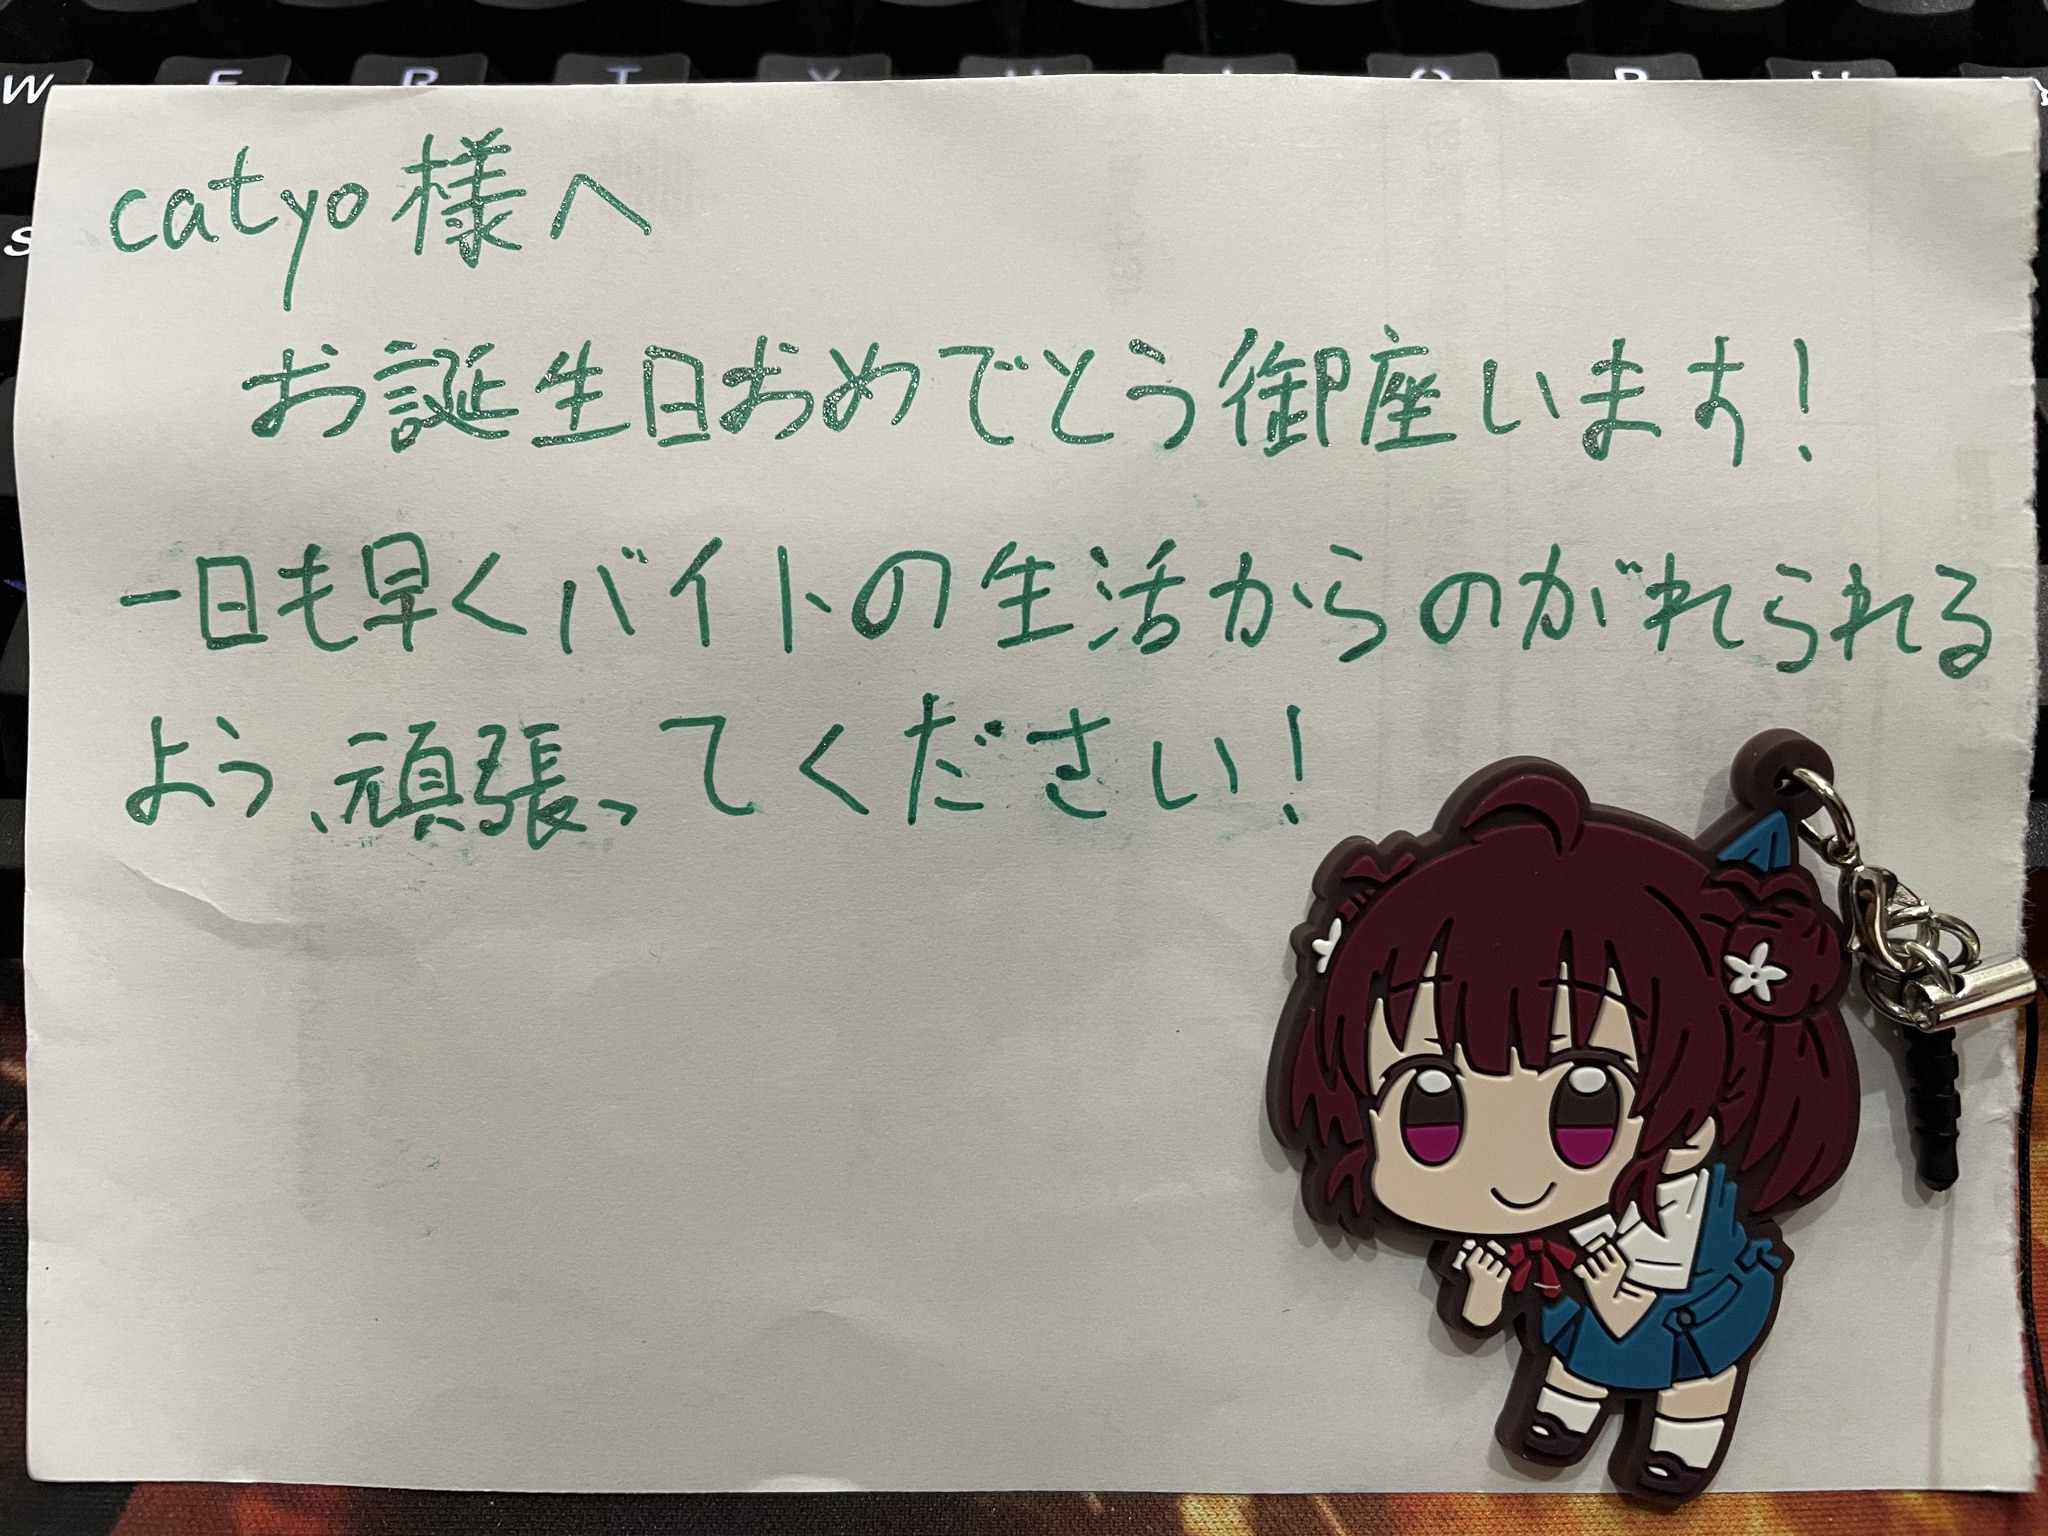 catyo様へ
お誕生日おめでとう御座います!
一日も早くバイトの生活からのがれられる
よう、頑張ってください!